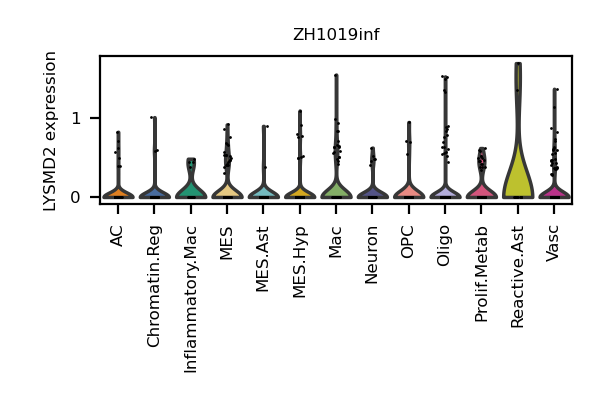 ZH1019inf
LYSMD2 expression
1
0
AC
Chromatin.Reg
Inflammatory.Mac
MES
MES.Ast
MES.Hyp
Mac
Neuron
OPC
Oligo
Prolif.Metab
Reactive.Ast
Vasc